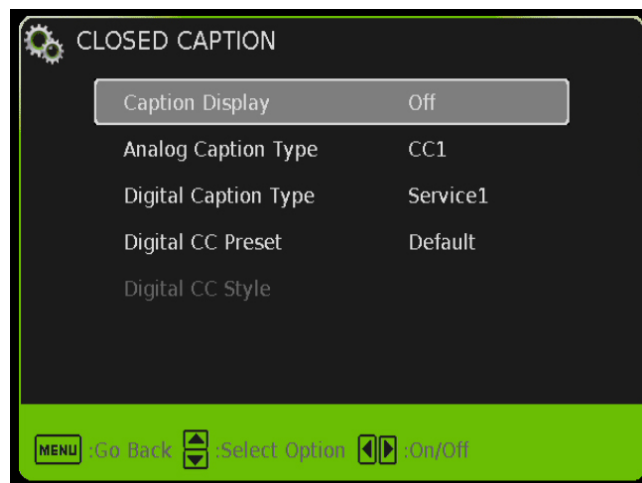 CLOSED CAPTION
Caption Display Off
Analog Caption Type CC1
Digital Caption Type Service1
Digital CC Preset Default
Digital CC Style
MENU :Go Back :Select Option :On/Off